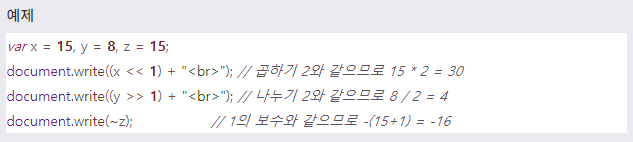 예제
var x = 15, y = 8, z = 15;
document.write((x << 1) + "<br>"); // 곱하기 2와 같으므로 15 * 2 = 30
document.write((y >> 1) + "<br>"); // 나누기 2와 같으므로 8 / 2 = 4
document.write(~z); // 1의 보수와 같으므로 -(15+1) = -16